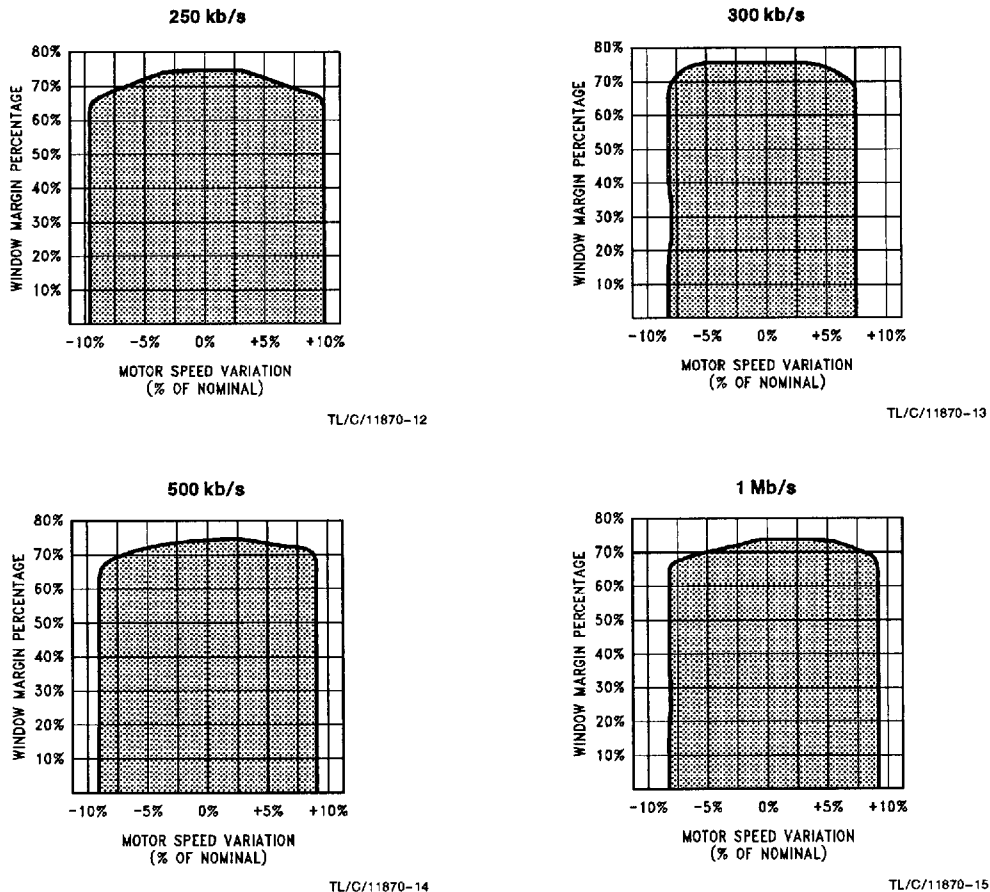 250 kb/s
80%
70%
60%
50%
40%
30%
20%
10%
WINDOW MARGIN PERCENTAGE
-10% -5% 0% +5% +10%
MOTOR SPEED VARIATION
(% OF NOMINAL)
TL/C/11870-12
300 kb/s
80%
70%
60%
50%
40%
30%
20%
10%
WINDOW MARGIN PERCENTAGE
-10% -5% 0% +5% +10%
MOTOR SPEED VARIATION
(% OF NOMINAL)
TL/C/11870-13
500 kb/s
80%
70%
60%
50%
40%
30%
20%
10%
WINDOW MARGIN PERCENTAGE
-10% -5% 0% +5% +10%
MOTOR SPEED VARIATION
(% OF NOMINAL)
TL/C/11870-14
1 Mb/s
80%
70%
60%
50%
40%
30%
20%
10%
WINDOW MARGIN PERCENTAGE
-10% -5% 0% +5% +10%
MOTOR SPEED VARIATION
(% OF NOMINAL)
TL/C/11870-15